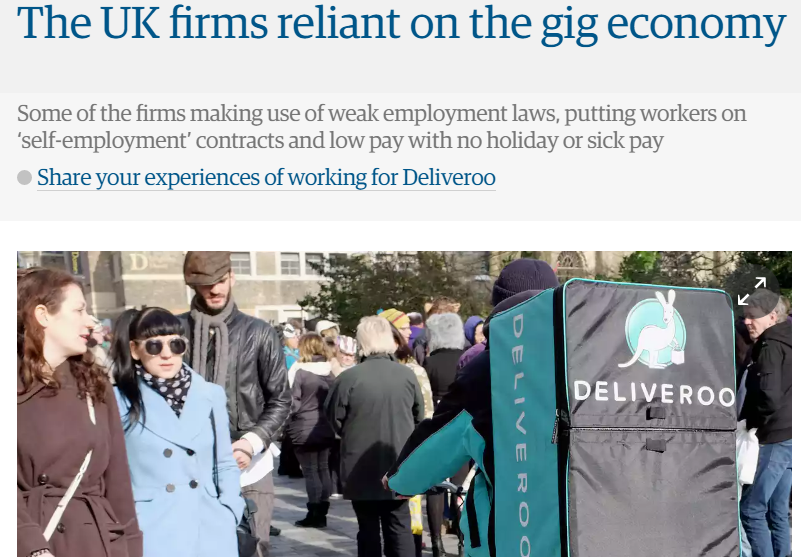 The UK firms reliant on the gig economy
Some of the firms making use of weak employment laws, putting workers on
‘self-employment’ contracts and low pay with no holiday or sick pay
Share your experiences of working for Deliveroo
DELIVEROO
DELIVEROO